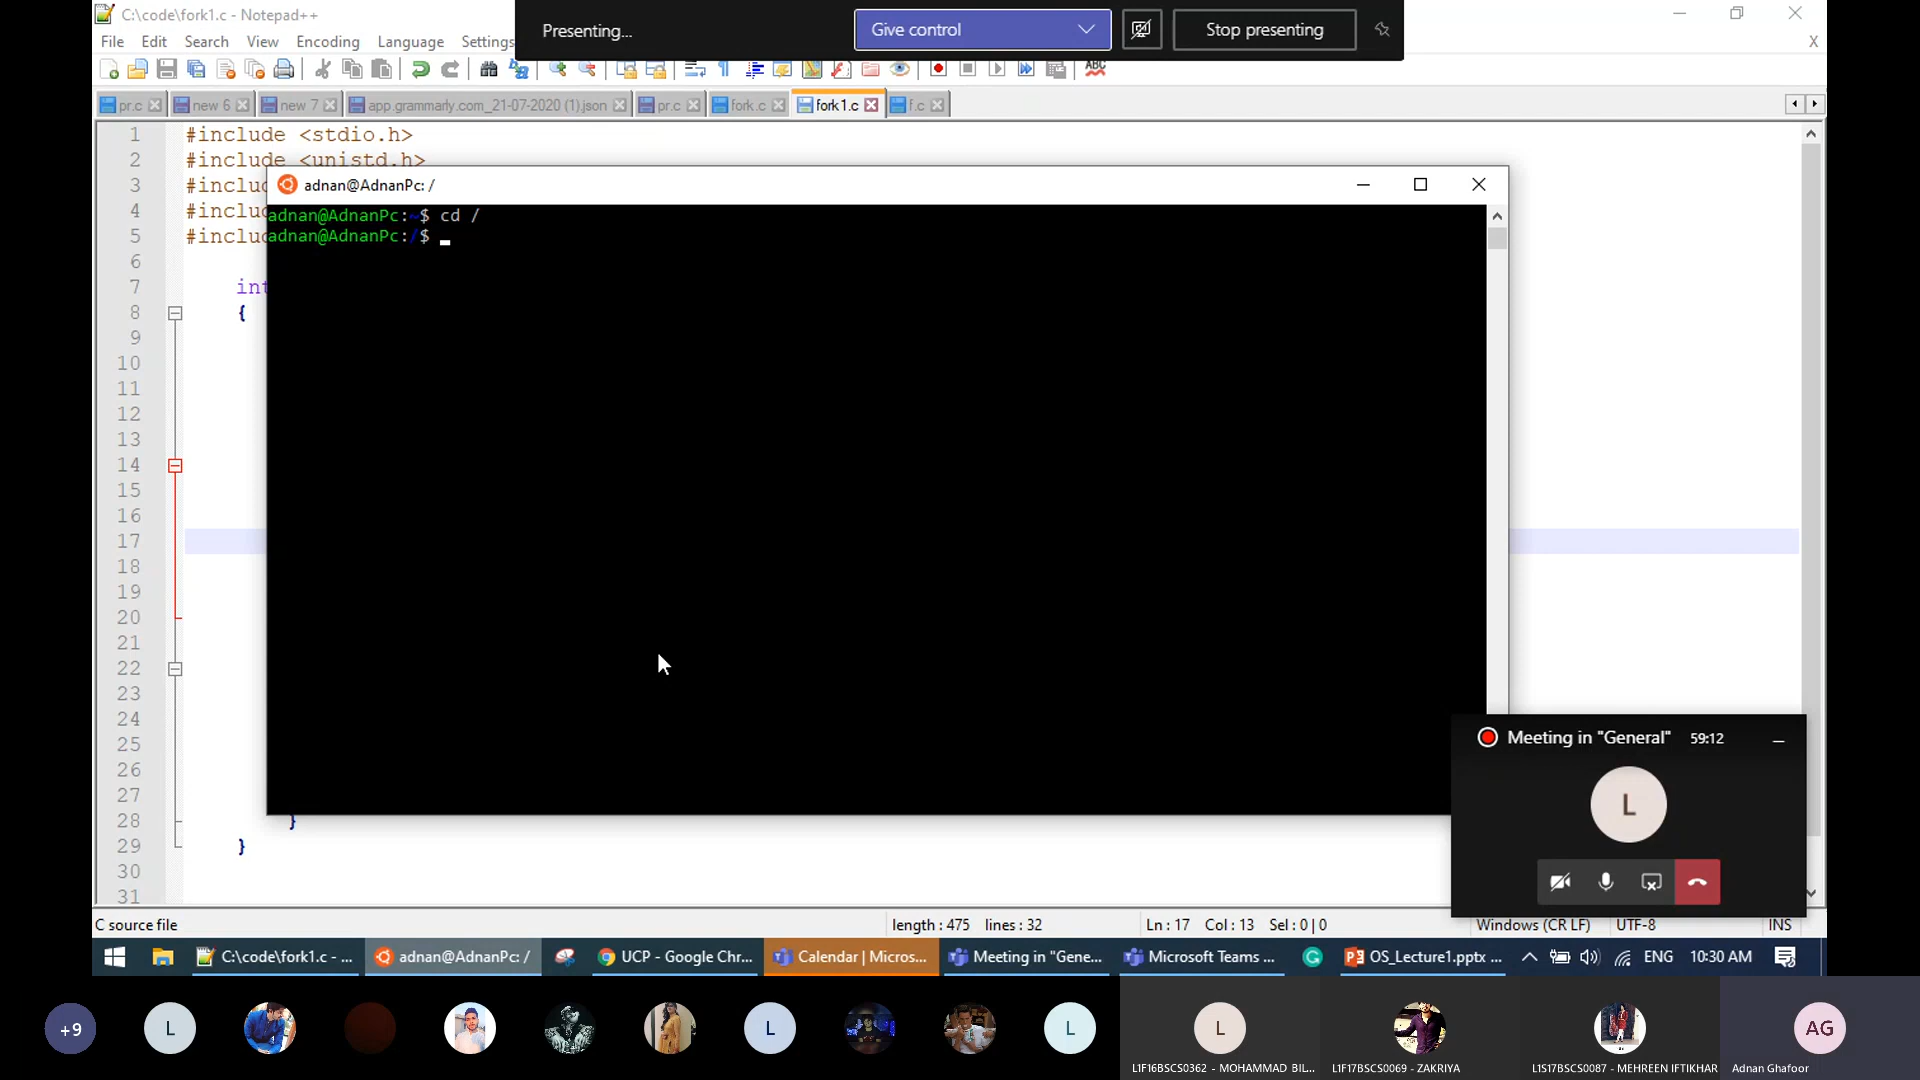 C:\code\fork1.c - Notepad++
Presenting...
Give control
Stop presenting
File Edit Search View Encoding Language Settings
X
ABC
pr.c new 6 new 7 app.grammarly.com_21-07-2020 (1).json pr.c fork.c fork1.c f.c
1 #include <stdio.h>
2 #include <unistd.h>
3 #includ
4 #includ
5 #includ
adnan@AdnanPc: /
adnan@AdnanPc:~$ cd /
adnan@AdnanPc:/$
6
7 int
8 {
9
10
11
12
13
14
15
16
17
18
19
20
21
22
23
24
25
26
27
28 }
29 }
30
31
Meeting in "General" 59:12
L
C source file length : 475 lines : 32 Ln : 17 Col : 13 Sel : 0 | 0 Windows (CR LF) UTF-8 INS
C:\code\fork1.c - ... adnan@AdnanPc: / UCP - Google Chr... Calendar | Micros... Meeting in "Gene... Microsoft Teams ... OS_Lecture1.pptx ... ENG 10:30 AM
+9 L L L L AG
L1F16BSCS0362 - MOHAMMAD BIL... L1F17BSCS0069 - ZAKRIYA L1S17BSCS0087 - MEHREEN IFTIKHAR Adnan Ghafoor